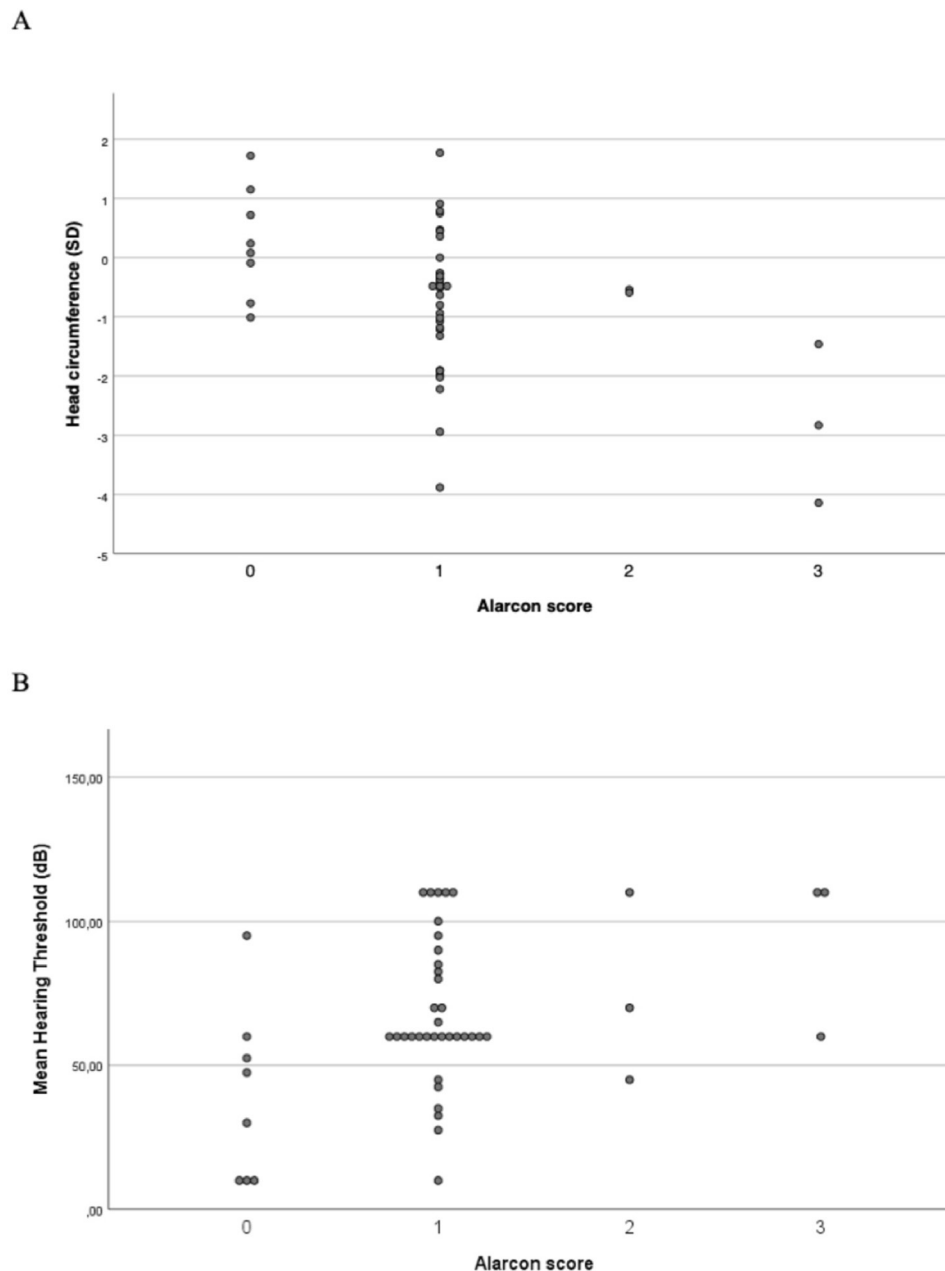 A
2
1
0
-1
-2
-3
-4
-5
Head circumference (SD)
0 1 2 3
Alarcon score
B
150,00
100,00
50,00
,00
Mean Hearing Threshold (dB)
0 1 2 3
Alarcon score